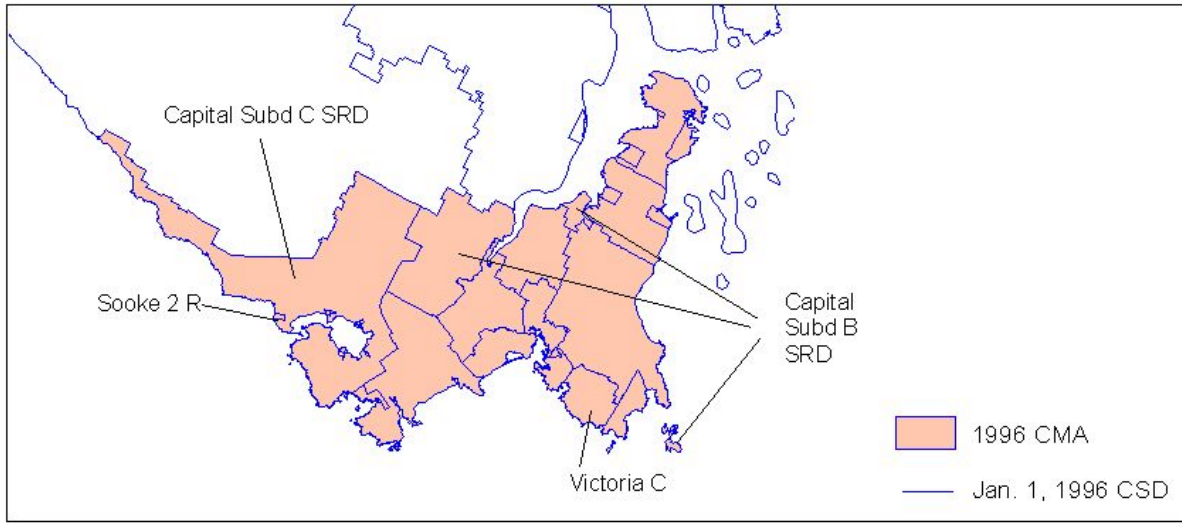 Capital Subd C SRD
Sooke 2 R
Capital
Subd B
SRD
Victoria C
1996 CMA
Jan. 1, 1996 CSD